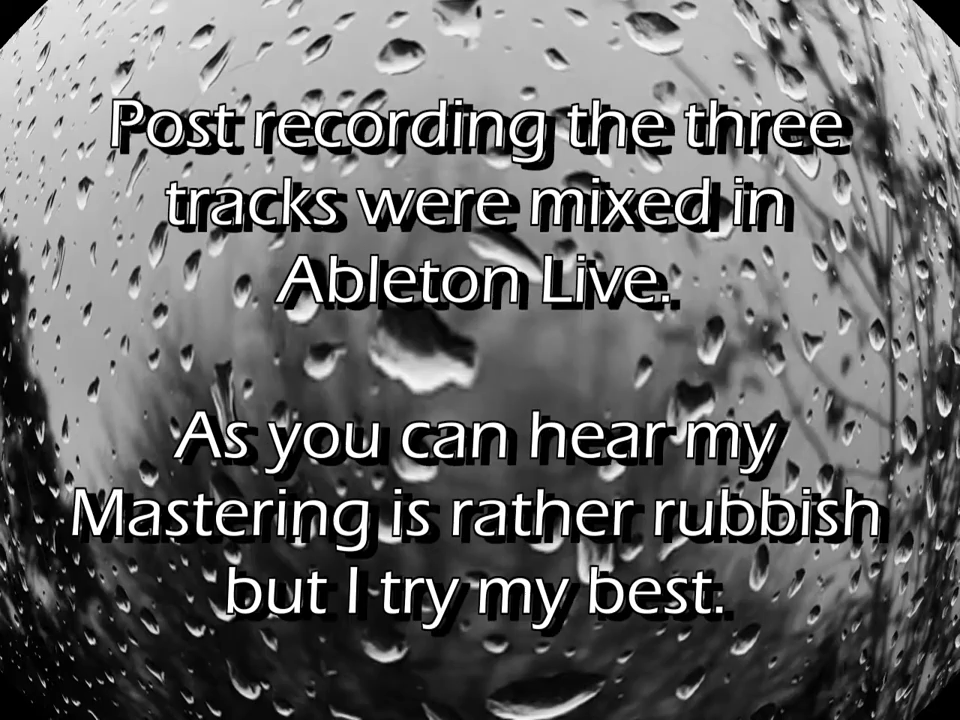 Post recording the three
tracks were mixed in
Ableton Live.
As you can hear my
Mastering is rather rubbish
but I try my best.